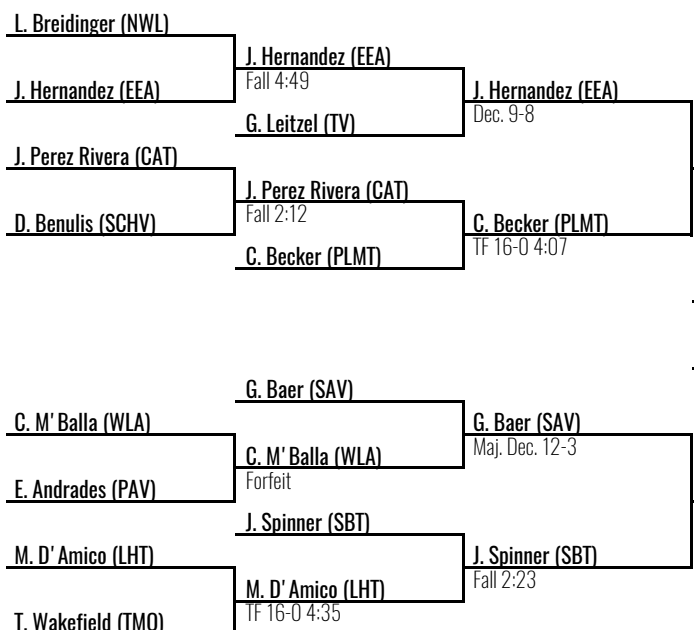 L. Breidinger (NWL)
J. Hernandez (EEA)
J. Hernandez (EEA)
Fall 4:49
J. Hernandez (EEA)
Dec. 9-8
G. Leitzel (TV)
J. Perez Rivera (CAT)
J. Perez Rivera (CAT)
Fall 2:12
D. Benulis (SCHV)
C. Becker (PLMT)
TF 16-0 4:07
C. Becker (PLMT)
G. Baer (SAV)
C. M'Balla (WLA)
G. Baer (SAV)
Maj. Dec. 12-3
C. M'Balla (WLA)
Forfeit
E. Andrades (PAV)
J. Spinner (SBT)
M. D'Amico (LHT)
J. Spinner (SBT)
Fall 2:23
M. D'Amico (LHT)
TF 16-0 4:35
T. Wakefield (TMO)